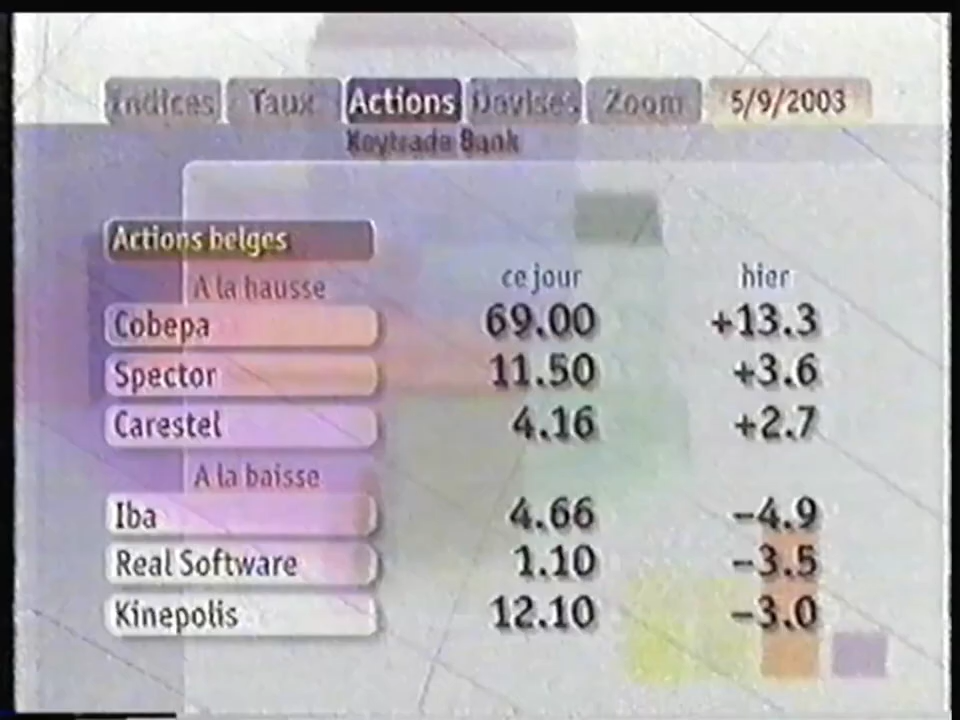 Indices Taux Actions Devises Zoom 5/9/2003
Keytrade Bank
Actions belges
A la hausse ce jour hier
Cobepa 69.00 +13.3
Spector 11.50 +3.6
Carestel 4.16 +2.7
A la baisse
Iba 4.66 -4.9
Real Software 1.10 -3.5
Kinepolis 12.10 -3.0